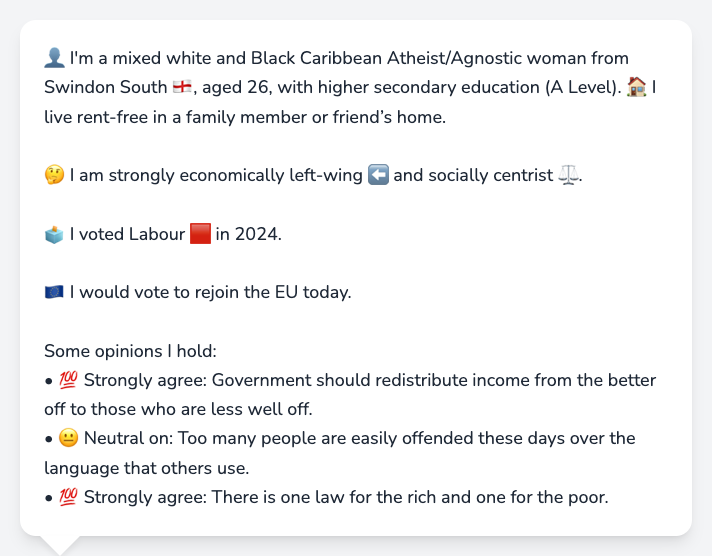 👤 I'm a mixed white and Black Caribbean Atheist/Agnostic woman from
Swindon South 🏴󠁧󠁢󠁥󠁮󠁧󠁿, aged 26, with higher secondary education (A Level). 🏠 I
live rent-free in a family member or friend’s home.
🤔 I am strongly economically left-wing ⬅️ and socially centrist ⚖️.
🗳️ I voted Labour 🟥 in 2024.
🇪🇺 I would vote to rejoin the EU today.
Some opinions I hold:
• 💯 Strongly agree: Government should redistribute income from the better
off to those who are less well off.
• 😐 Neutral on: Too many people are easily offended these days over the
language that others use.
• 💯 Strongly agree: There is one law for the rich and one for the poor.